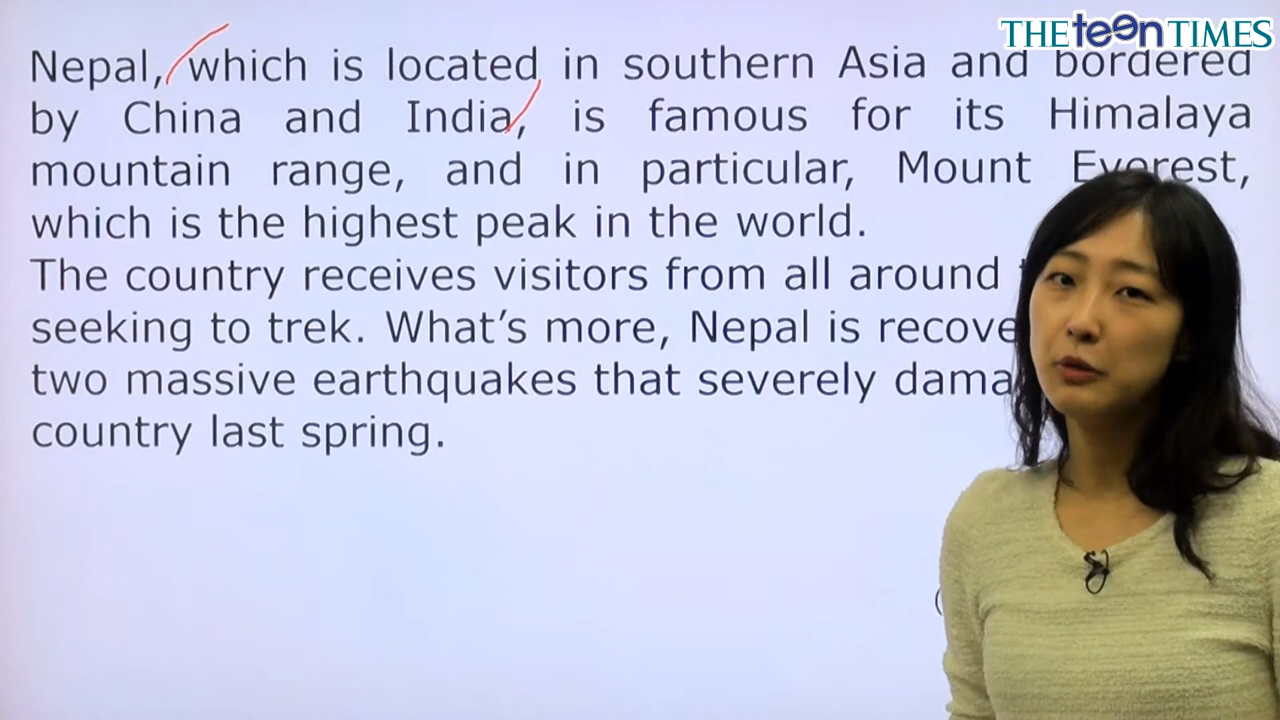 THE teen TIMES
Nepal, which is located in southern Asia and bordered
by China and India, is famous for its Himalaya
mountain range, and in particular, Mount Everest,
which is the highest peak in the world.
The country receives visitors from all around
seeking to trek. What's more, Nepal is
two massive earthquakes that severely
country last spring.